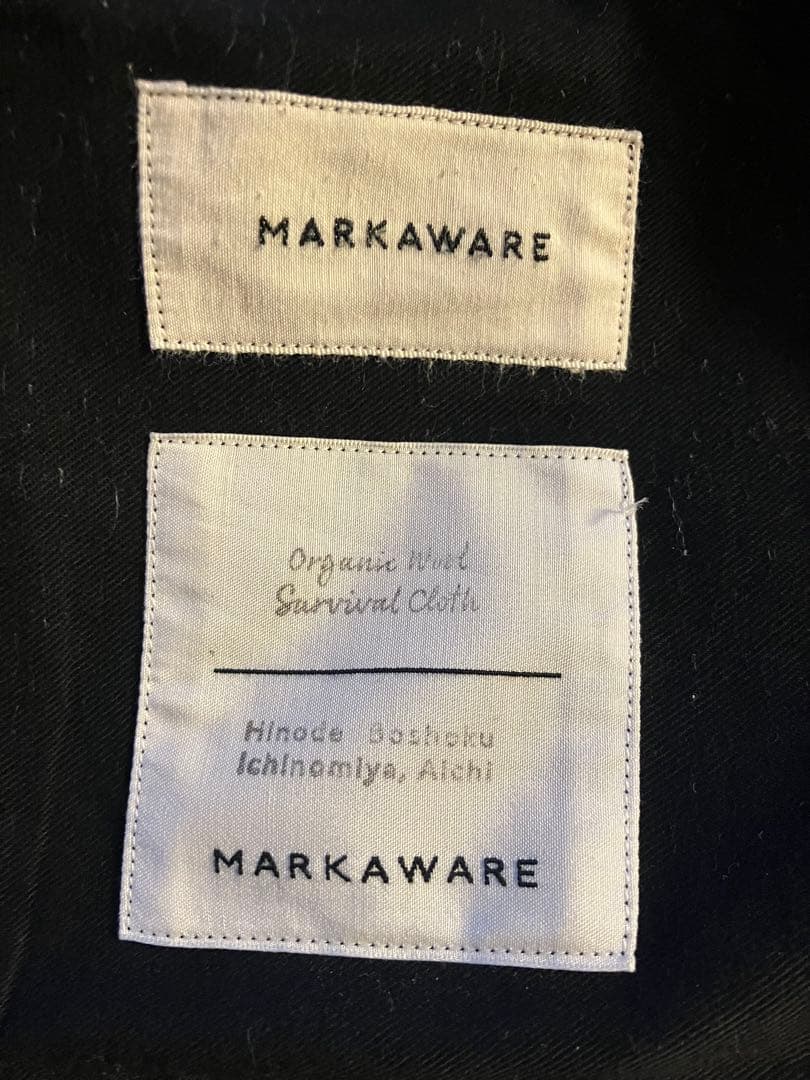 MARKAWARE
Organic Wool
Survival Cloth
Hinode Boshoku
Ichinomiya, Aichi
MARKAWARE